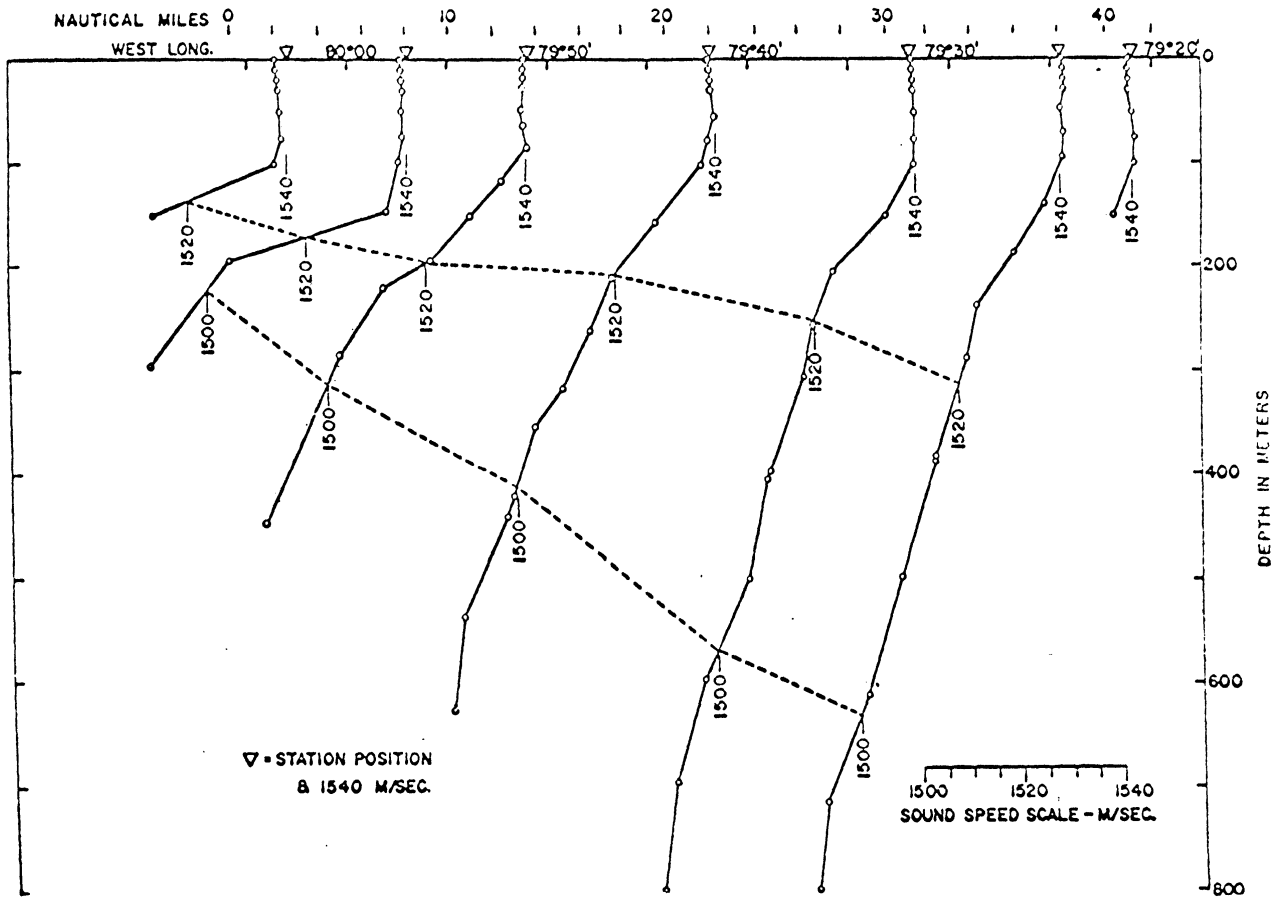 NAUTICAL MILES 0 10 20 30 40
WEST LONG. 80°00' 79°50' 79°40' 79°30' 79°20'
0
1540 1540 1540 1540 1540 1540 1540
1520 1520 1520 1520 1520 1520
200
1500 1500 1500 1500 1500
400
600
800
DEPTH IN METERS
▽ = STATION POSITION
& 1540 M/SEC.
1500 1520 1540
SOUND SPEED SCALE - M/SEC.